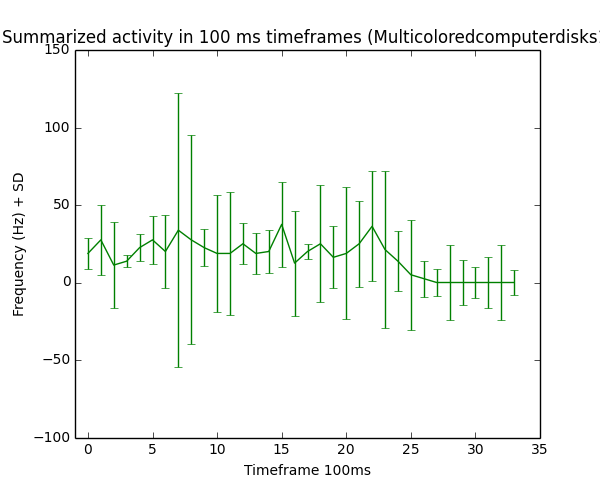 Summarized activity in 100 ms timeframes (Multicoloredcomputerdisks
150
100
50
0
−50
−100
Frequency (Hz) + SD
0 5 10 15 20 25 30 35
Timeframe 100ms